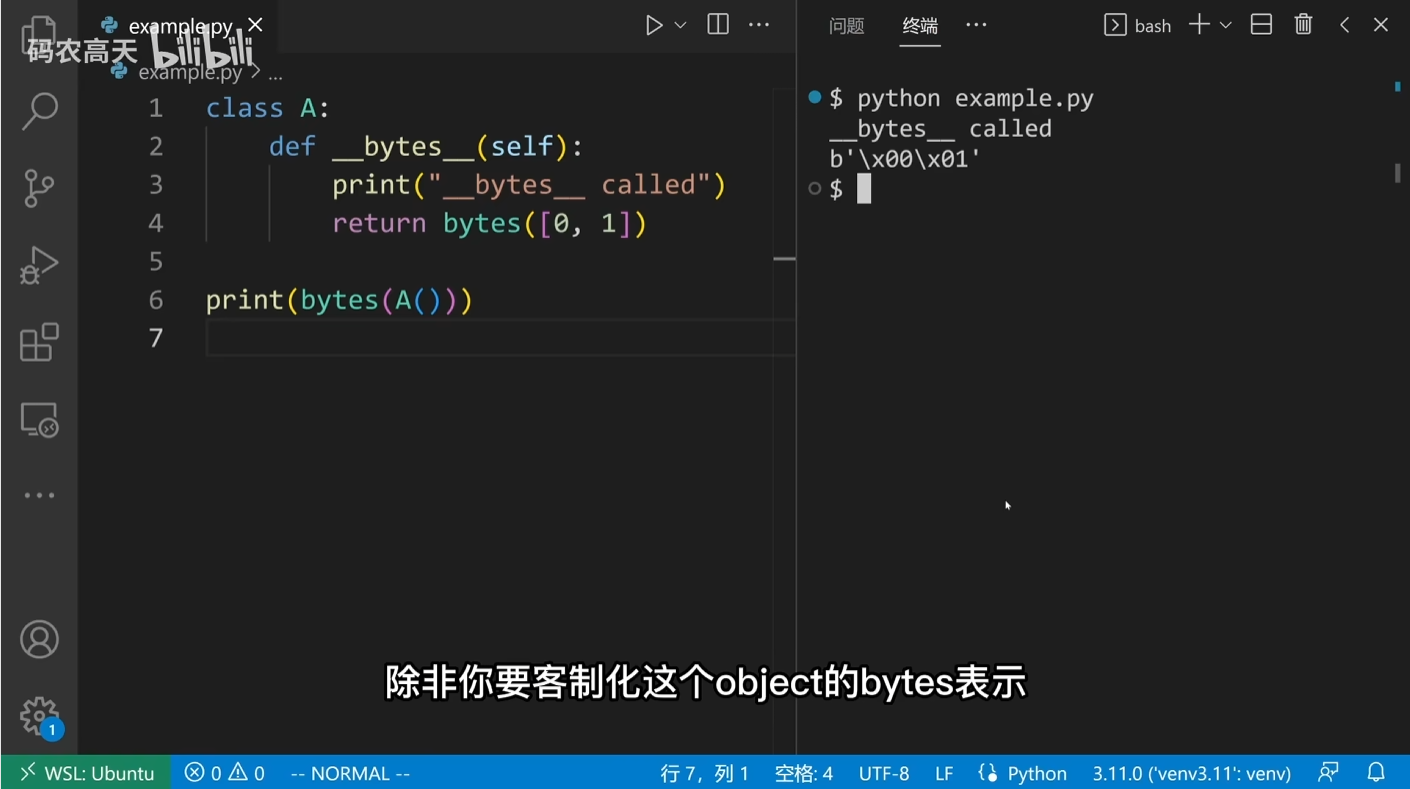 码农高天 bilibili
example.py
example.py > ...
问题 终端 ... bash
1 class A:
2 def __bytes__(self):
3 print("__bytes__ called")
4 return bytes([0, 1])
5
6 print(bytes(A()))
7
$ python example.py
__bytes__ called
b'\x00\x01'
$
除非你要客制化这个object的bytes表示
1
WSL: Ubuntu 0 0 -- NORMAL -- 行 7，列 1 空格: 4 UTF-8 LF Python 3.11.0 ('venv3.11': venv)